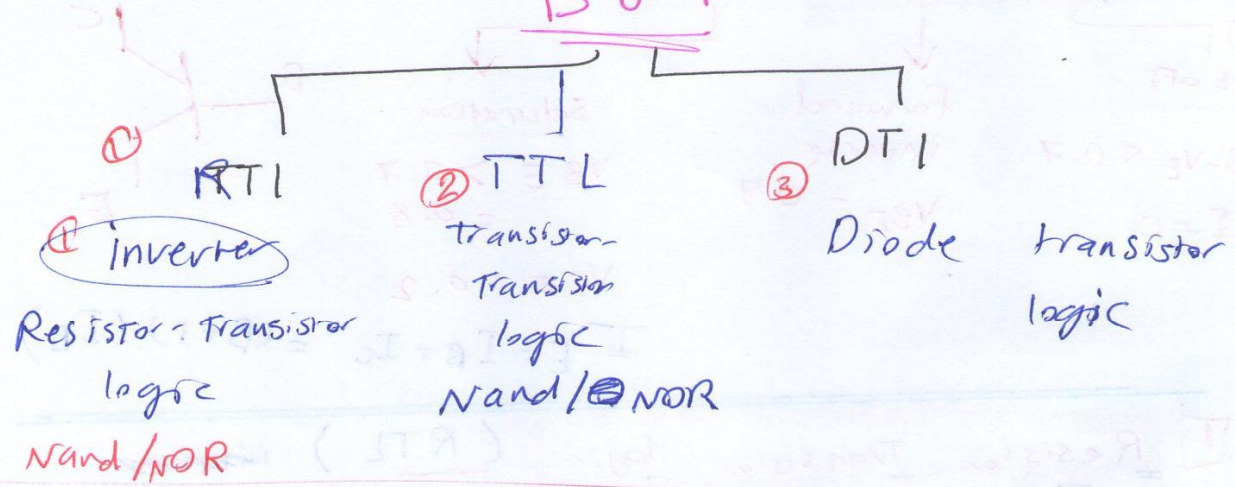 ①
RTL
② TTL
③ DTL
① inverter
Resistor-Transistor
logic
Nand/NOR
transistor-
Transistor
logic
Nand/NOR
Diode transistor
logic